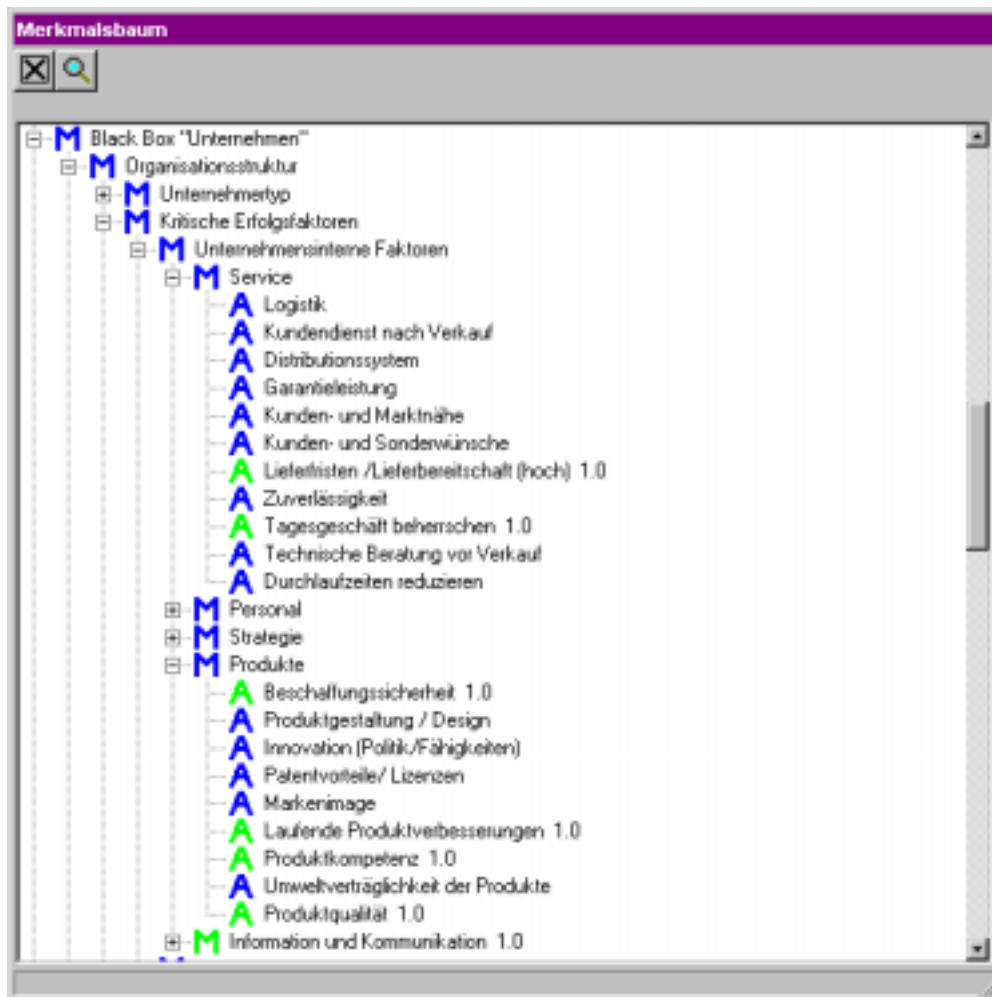 Merkmalsbaum
M Black Box "Unternehmen"
M Organisationsstruktur
M Unternehmertyp
M Kritische Erfolgsfaktoren
M Unternehmensinterne Faktoren
M Service
A Logistik
A Kundendienst nach Verkauf
A Distributionssystem
A Garantieleistung
A Kunden- und Marktnähe
A Kunden- und Sonderwünsche
A Lieferfristen /Lieferbereitschaft (hoch) 1.0
A Zuverlässigkeit
A Tagesgeschäft beherrschen 1.0
A Technische Beratung vor Verkauf
A Durchlaufzeiten reduzieren
M Personal
M Strategie
M Produkte
A Beschaffungssicherheit 1.0
A Produktgestaltung / Design
A Innovation (Politik/Fähigkeiten)
A Patentvorteile/ Lizenzen
A Markenimage
A Laufende Produktverbesserungen 1.0
A Produktkompetenz 1.0
A Umweltverträglichkeit der Produkte
A Produktqualität 1.0
M Information und Kommunikation 1.0